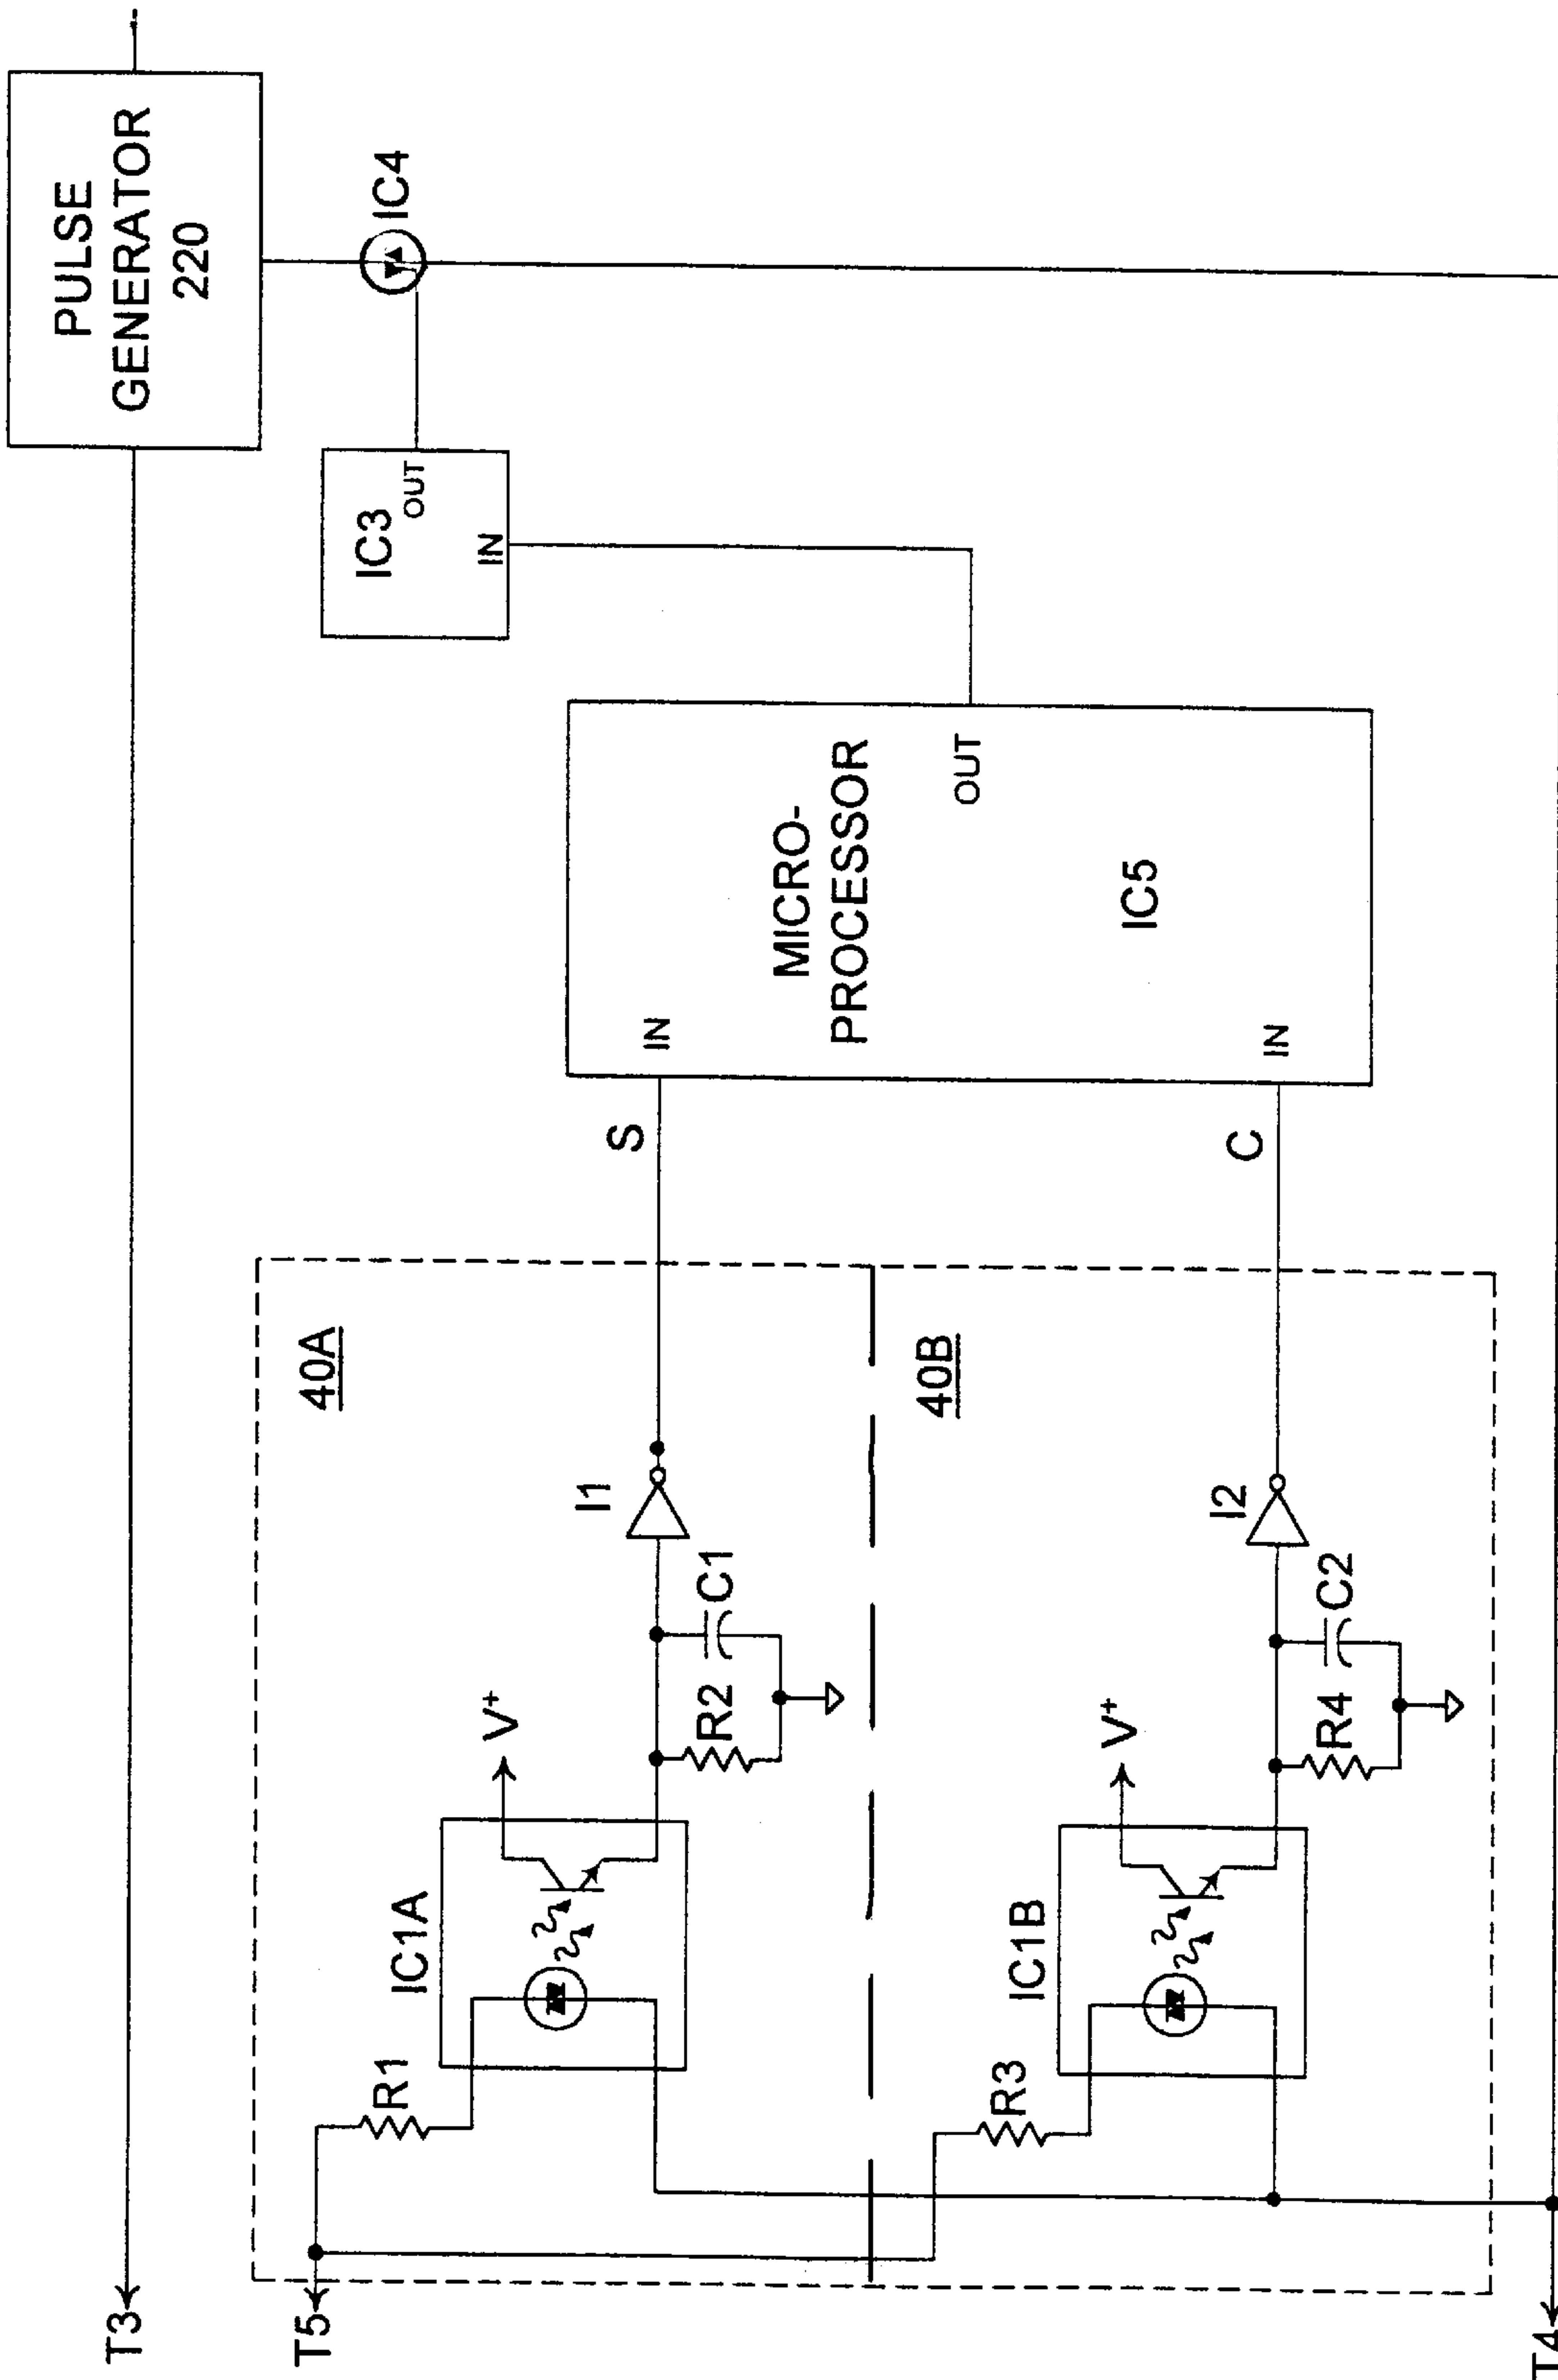 PULSE
GENERATOR
220
IC4
IC3
OUT
IN
MICRO-
PROCESSOR
OUT
IC5
IN
IN
S
C
40A
40B
I1
I2
C1
R2
C2
R4
V+
V+
IC1A
IC1B
R1
R3
T3
T5
T4